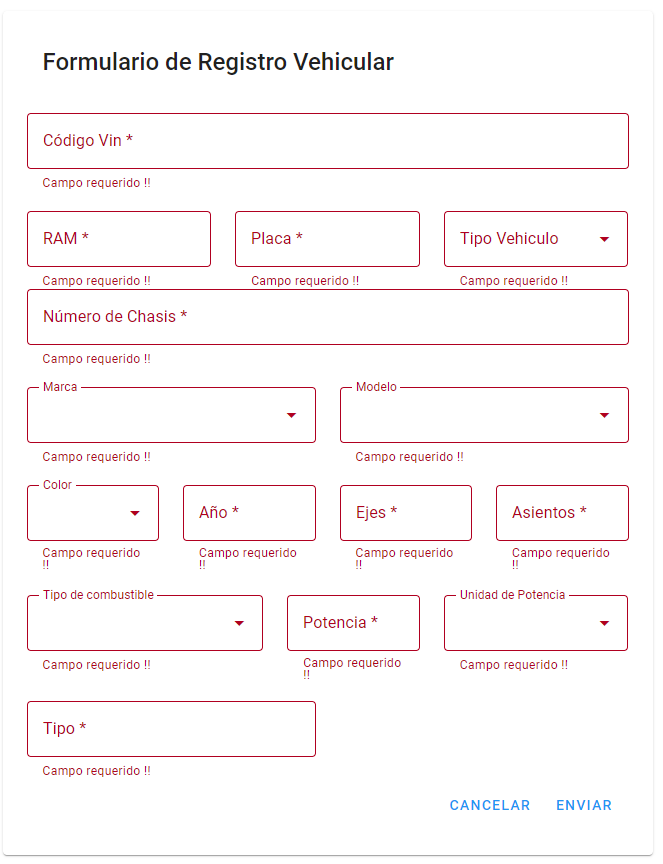 Formulario de Registro Vehicular
Código Vin *
Campo requerido !!
RAM * Placa * Tipo Vehiculo
Campo requerido !! Campo requerido !! Campo requerido !!
Número de Chasis *
Campo requerido !!
Marca Modelo
Campo requerido !! Campo requerido !!
Color
Año * Ejes * Asientos *
Campo requerido Campo requerido Campo requerido Campo requerido
!! !! !! !!
Tipo de combustible Unidad de Potencia
Potencia *
Campo requerido !! Campo requerido Campo requerido !!
!!
Tipo *
Campo requerido !!
CANCELAR ENVIAR